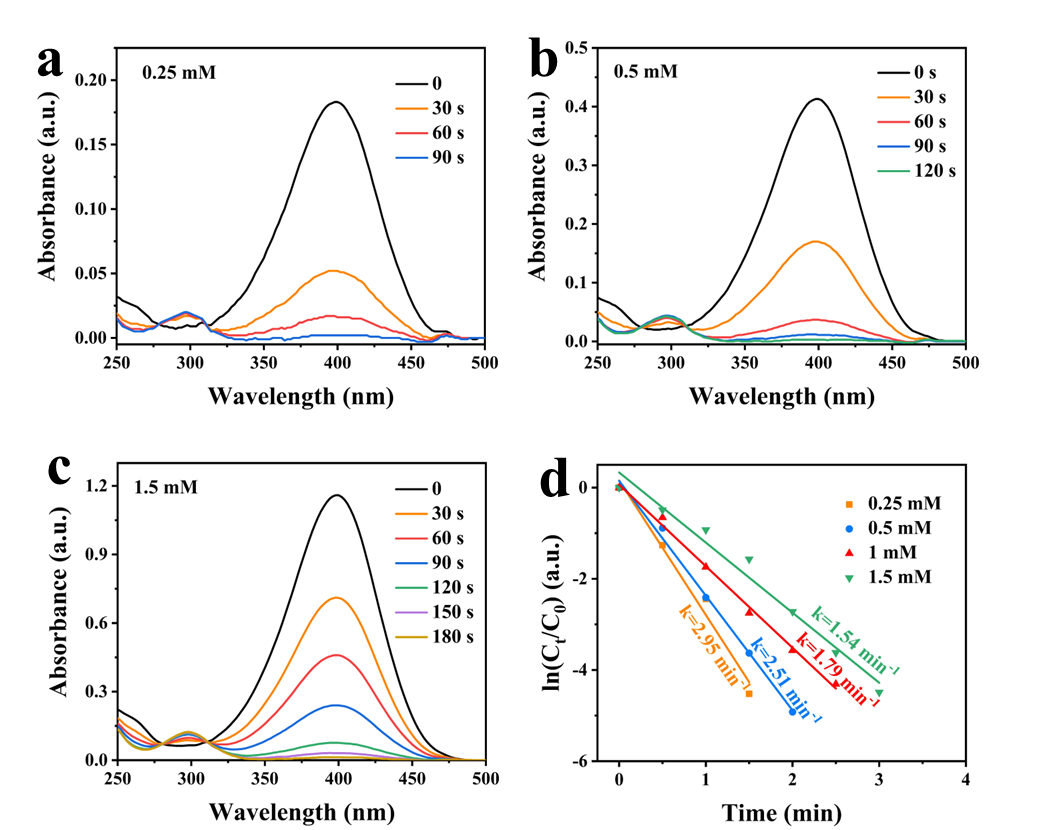 a
0.25 mM
0
30 s
60 s
90 s
0.20
0.15
0.10
0.05
0.00
250 300 350 400 450 500
Absorbance (a.u.)
Wavelength (nm)
b
0.5 mM
0 s
30 s
60 s
90 s
120 s
0.5
0.4
0.3
0.2
0.1
0.0
250 300 350 400 450 500
Absorbance (a.u.)
Wavelength (nm)
c
1.5 mM
0
30 s
60 s
90 s
120 s
150 s
180 s
1.2
0.9
0.6
0.3
0.0
250 300 350 400 450 500
Absorbance (a.u.)
Wavelength (nm)
d
0.25 mM
0.5 mM
1 mM
1.5 mM
k=1.54 min⁻¹
k=1.79 min⁻¹
k=2.51 min⁻¹
k=2.95 min⁻¹
0
-2
-4
-6
0 1 2 3 4
ln(Cₜ/C₀) (a.u.)
Time (min)